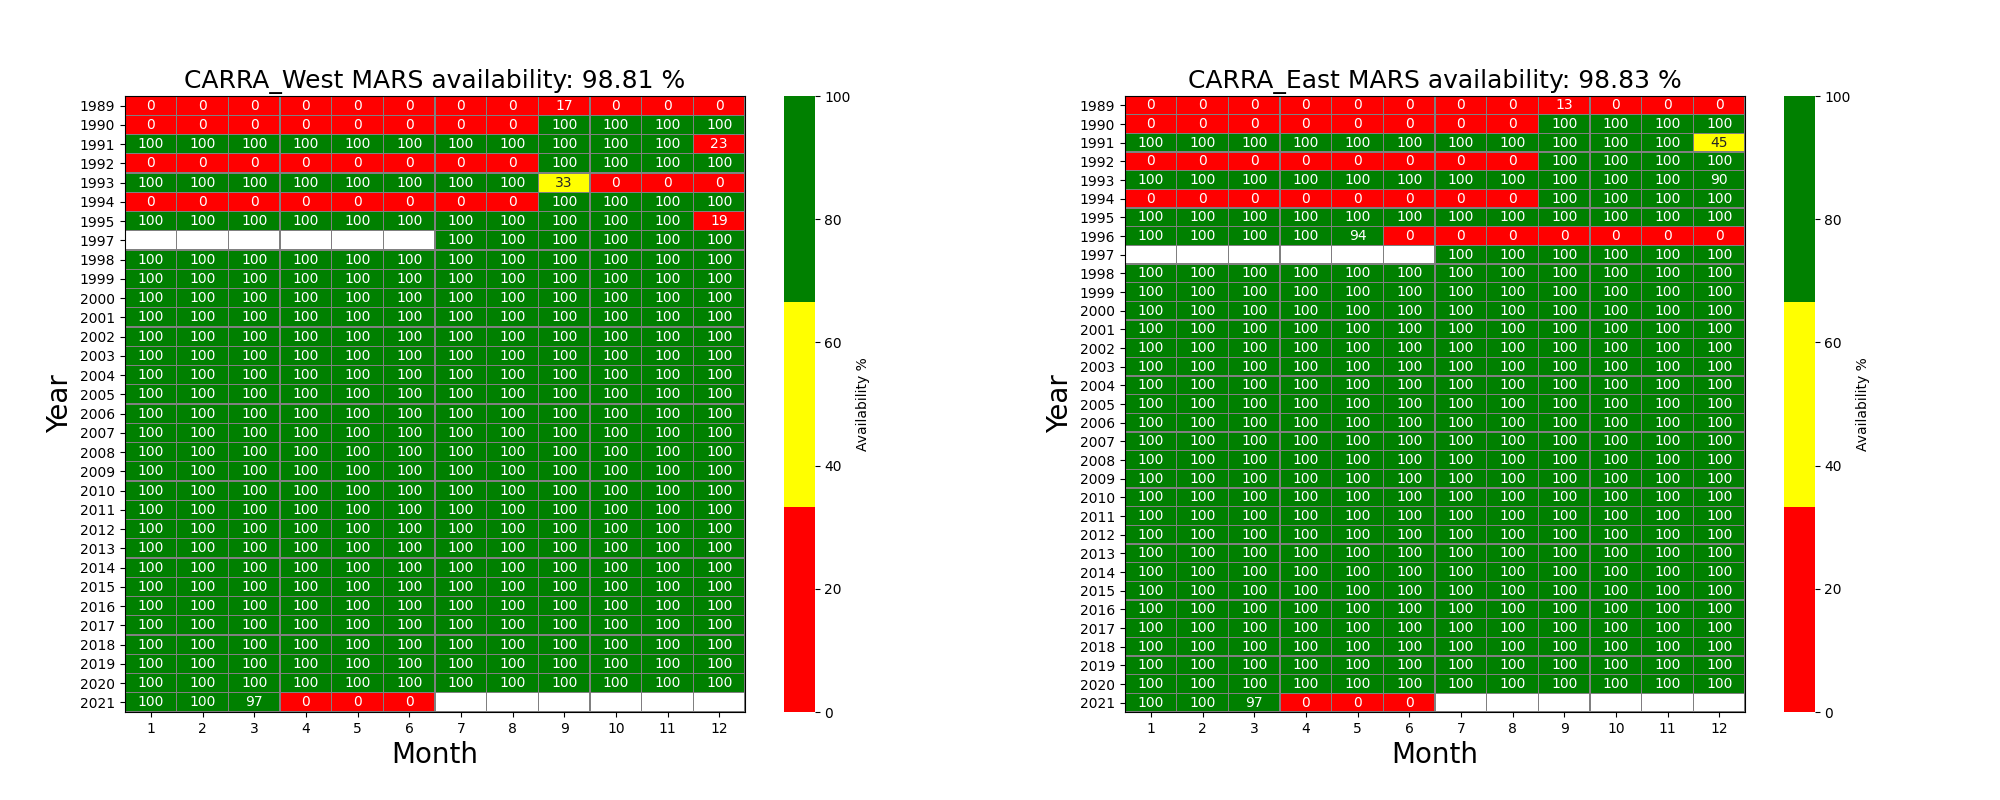 CARRA_West MARS availability: 98.81 %
1989 0 0 0 0 0 0 0 0 17 0 0 0
1990 0 0 0 0 0 0 0 0 100 100 100 100
1991 100 100 100 100 100 100 100 100 100 100 100 23
1992 0 0 0 0 0 0 0 0 100 100 100 100
1993 100 100 100 100 100 100 100 100 33 0 0 0
1994 0 0 0 0 0 0 0 0 100 100 100 100
1995 100 100 100 100 100 100 100 100 100 100 100 19
1997 100 100 100 100 100 100
1998 100 100 100 100 100 100 100 100 100 100 100 100
1999 100 100 100 100 100 100 100 100 100 100 100 100
2000 100 100 100 100 100 100 100 100 100 100 100 100
2001 100 100 100 100 100 100 100 100 100 100 100 100
2002 100 100 100 100 100 100 100 100 100 100 100 100
2003 100 100 100 100 100 100 100 100 100 100 100 100
2004 100 100 100 100 100 100 100 100 100 100 100 100
2005 100 100 100 100 100 100 100 100 100 100 100 100
2006 100 100 100 100 100 100 100 100 100 100 100 100
2007 100 100 100 100 100 100 100 100 100 100 100 100
2008 100 100 100 100 100 100 100 100 100 100 100 100
2009 100 100 100 100 100 100 100 100 100 100 100 100
2010 100 100 100 100 100 100 100 100 100 100 100 100
2011 100 100 100 100 100 100 100 100 100 100 100 100
2012 100 100 100 100 100 100 100 100 100 100 100 100
2013 100 100 100 100 100 100 100 100 100 100 100 100
2014 100 100 100 100 100 100 100 100 100 100 100 100
2015 100 100 100 100 100 100 100 100 100 100 100 100
2016 100 100 100 100 100 100 100 100 100 100 100 100
2017 100 100 100 100 100 100 100 100 100 100 100 100
2018 100 100 100 100 100 100 100 100 100 100 100 100
2019 100 100 100 100 100 100 100 100 100 100 100 100
2020 100 100 100 100 100 100 100 100 100 100 100 100
2021 100 100 97 0 0 0
1 2 3 4 5 6 7 8 9 10 11 12
Month
Year
100
80
60
40
20
0
Availability %
CARRA_East MARS availability: 98.83 %
1989 0 0 0 0 0 0 0 0 13 0 0 0
1990 0 0 0 0 0 0 0 0 100 100 100 100
1991 100 100 100 100 100 100 100 100 100 100 100 45
1992 0 0 0 0 0 0 0 0 100 100 100 100
1993 100 100 100 100 100 100 100 100 100 100 100 90
1994 0 0 0 0 0 0 0 0 100 100 100 100
1995 100 100 100 100 100 100 100 100 100 100 100 100
1996 100 100 100 100 94 0 0 0 0 0 0 0
1997 100 100 100 100 100 100
1998 100 100 100 100 100 100 100 100 100 100 100 100
1999 100 100 100 100 100 100 100 100 100 100 100 100
2000 100 100 100 100 100 100 100 100 100 100 100 100
2001 100 100 100 100 100 100 100 100 100 100 100 100
2002 100 100 100 100 100 100 100 100 100 100 100 100
2003 100 100 100 100 100 100 100 100 100 100 100 100
2004 100 100 100 100 100 100 100 100 100 100 100 100
2005 100 100 100 100 100 100 100 100 100 100 100 100
2006 100 100 100 100 100 100 100 100 100 100 100 100
2007 100 100 100 100 100 100 100 100 100 100 100 100
2008 100 100 100 100 100 100 100 100 100 100 100 100
2009 100 100 100 100 100 100 100 100 100 100 100 100
2010 100 100 100 100 100 100 100 100 100 100 100 100
2011 100 100 100 100 100 100 100 100 100 100 100 100
2012 100 100 100 100 100 100 100 100 100 100 100 100
2013 100 100 100 100 100 100 100 100 100 100 100 100
2014 100 100 100 100 100 100 100 100 100 100 100 100
2015 100 100 100 100 100 100 100 100 100 100 100 100
2016 100 100 100 100 100 100 100 100 100 100 100 100
2017 100 100 100 100 100 100 100 100 100 100 100 100
2018 100 100 100 100 100 100 100 100 100 100 100 100
2019 100 100 100 100 100 100 100 100 100 100 100 100
2020 100 100 100 100 100 100 100 100 100 100 100 100
2021 100 100 97 0 0 0
1 2 3 4 5 6 7 8 9 10 11 12
Month
Year
100
80
60
40
20
0
Availability %